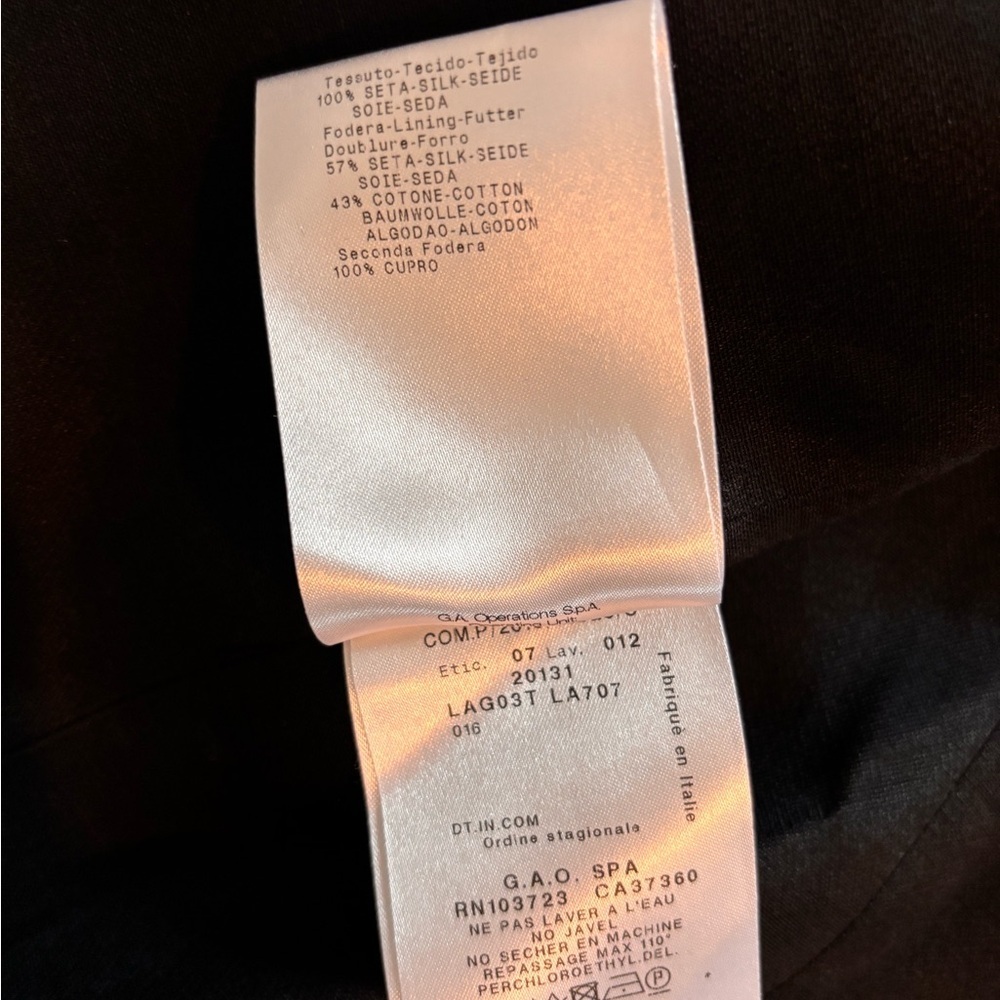 Tessuto-Tecido-Tejido
100% SETA-SILK-SEIDE
SOIE-SEDA
Fodera-Lining-Futter
Doublure-Forro
57% SETA-SILK-SEIDE
SOIE-SEDA
43% COTONE-COTTON
BAUMWOLLE-COTON
ALGODAO-ALGODON
Seconda Fodera
100% CUPRO
G.A. Operations S.p.A.
Etic. 07 Lav. 012
20131
LAG03T LA707
016
Fabriqué en Italie
DT.IN.COM
Ordine stagionale
G.A.O. SPA
RN103723 CA37360
NE PAS LAVER A L'EAU
NO JAVEL
NO SECHER EN MACHINE
REPASSAGE MAX 110°
PERCHLOROETHYL.DEL.
P